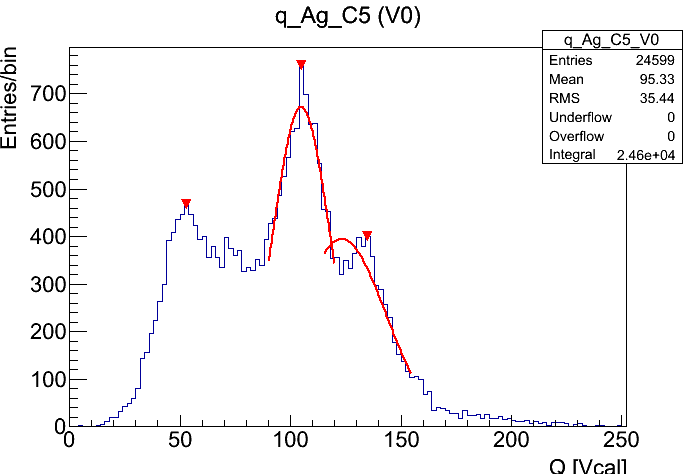 q_Ag_C5 (V0)
q_Ag_C5_V0
Entries 24599
Mean 95.33
RMS 35.44
Underflow 0
Overflow 0
Integral 2.46e+04
Entries/bin
700
600
500
400
300
200
100
0
0 50 100 150 200 250
Q [Vcal]